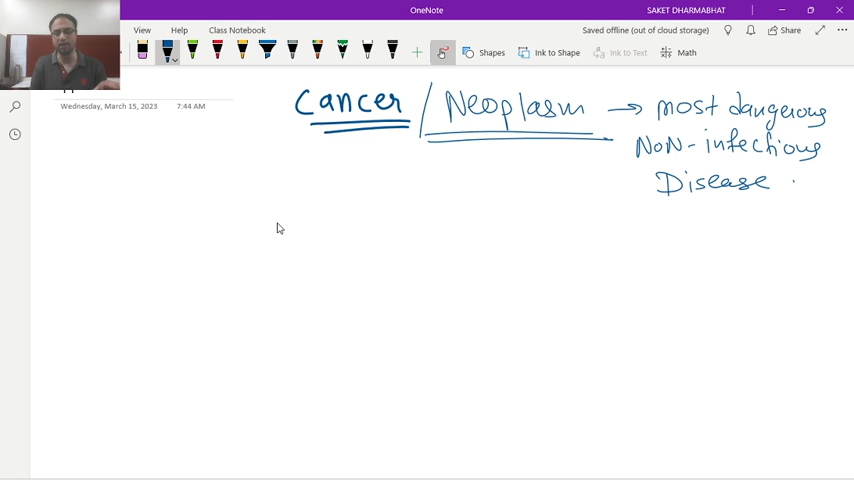 OneNote
SAKET DHARMABHAT
View Help Class Notebook
Saved offline (out of cloud storage)
Share
Shapes
Ink to Shape
Ink to Text
Math
Wednesday, March 15, 2023 7:44 AM
Cancer / Neoplasm → most dangerous
NoN-infectious
Disease